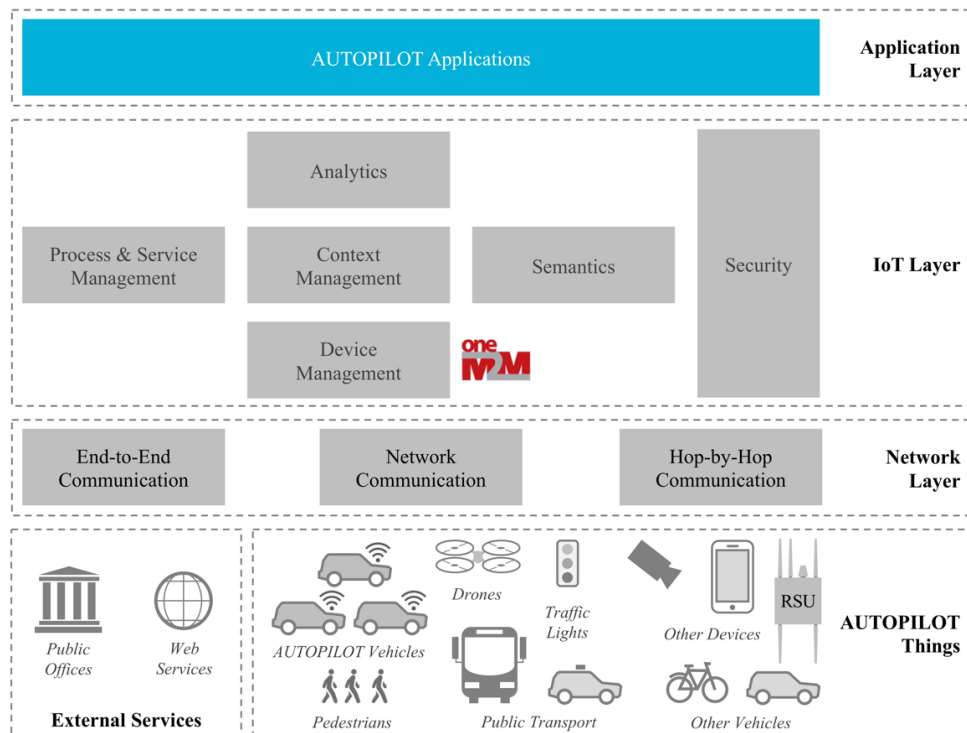 AUTOPILOT Applications
Application
Layer
Analytics
Process & Service
Management
Context
Management
Semantics
Security
IoT Layer
Device
Management
one
M2M
End-to-End
Communication
Network
Communication
Hop-by-Hop
Communication
Network
Layer
Public
Offices
Web
Services
External Services
AUTOPILOT Vehicles
Drones
Traffic
Lights
Other Devices
RSU
AUTOPILOT
Things
Pedestrians
Public Transport
Other Vehicles